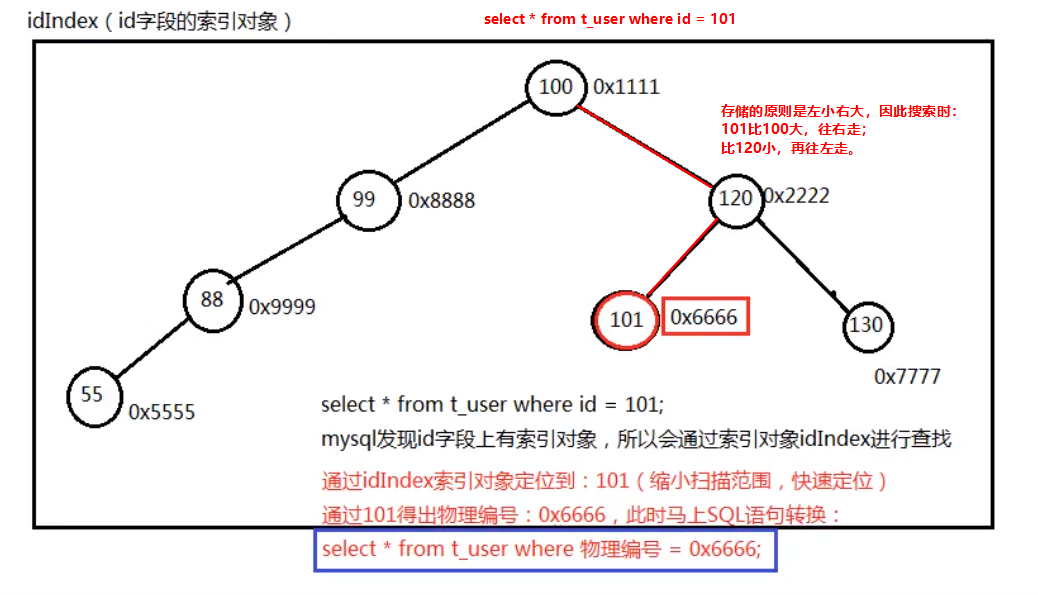 idIndex（id字段的索引对象）
select * from t_user where id = 101
100 0x1111
存储的原则是左小右大，因此搜索时：
101比100大，往右走；
比120小，再往左走。
99 0x8888
120 0x2222
88 0x9999
101 0x6666
130
0x7777
55 0x5555
select * from t_user where id = 101;
mysql发现id字段上有索引对象，所以会通过索引对象idIndex进行查找
通过idIndex索引对象定位到：101（缩小扫描范围，快速定位）
通过101得出物理编号：0x6666，此时马上SQL语句转换：
select * from t_user where 物理编号 = 0x6666;